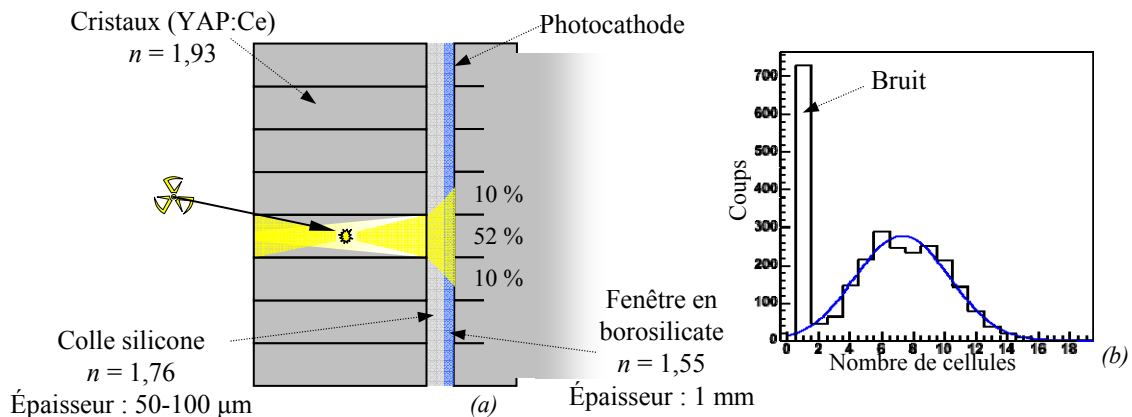 Cristaux (YAP:Ce)
n = 1,93
Photocathode
10 %
52 %
10 %
Colle silicone
n = 1,76
Épaisseur : 50-100 μm
(a)
Fenêtre en
borosilicate
n = 1,55
Épaisseur : 1 mm
Bruit
Coups
700
600
500
400
300
200
100
0
0 2 4 6 8 10 12 14 16 18
Nombre de cellules
(b)